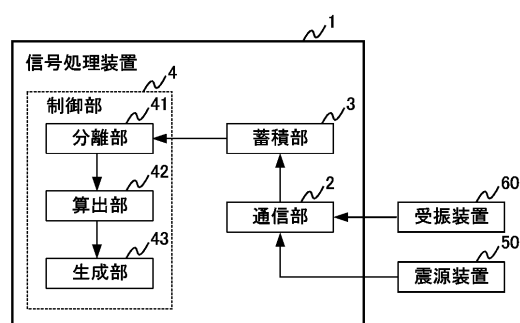 1
信号処理装置
4
制御部
41
分離部
3
蓄積部
42
算出部
2
通信部
60
受振装置
43
生成部
50
震源装置